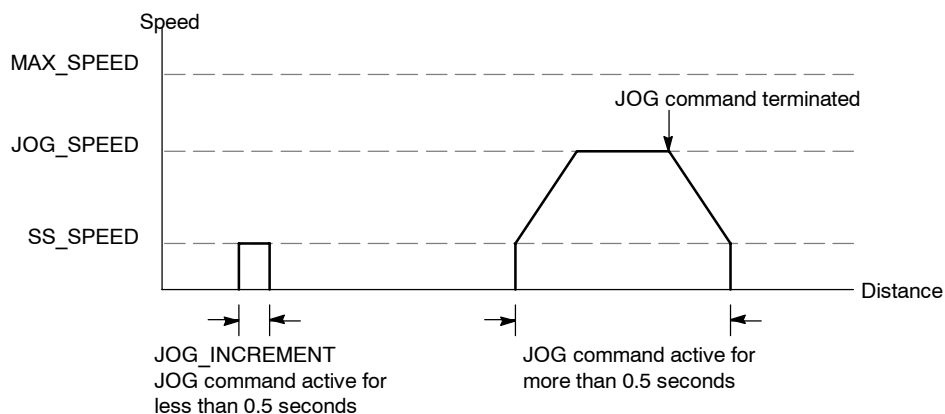 Speed
MAX_SPEED
JOG command terminated
JOG_SPEED
SS_SPEED
Distance
JOG_INCREMENT
JOG command active for
less than 0.5 seconds
JOG command active for
more than 0.5 seconds